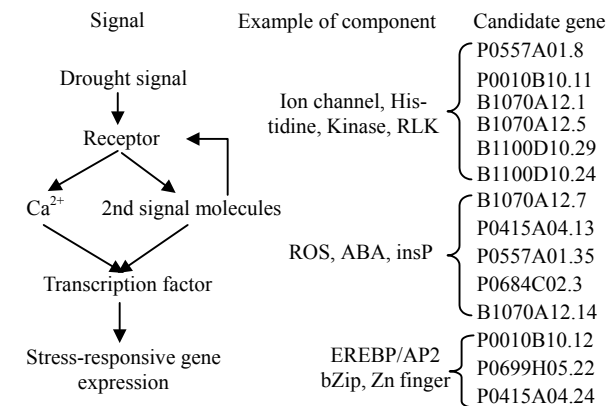 Signal
Example of component
Candidate gene
Drought signal
Receptor
Ca2+
2nd signal molecules
Transcription factor
Stress-responsive gene
expression
Ion channel, His-
tidine, Kinase, RLK
ROS, ABA, insP
EREBP/AP2
bZip, Zn finger
P0557A01.8
P0010B10.11
B1070A12.1
B1070A12.5
B1100D10.29
B1100D10.24
B1070A12.7
P0415A04.13
P0557A01.35
P0684C02.3
B1070A12.14
P0010B10.12
P0699H05.22
P0415A04.24